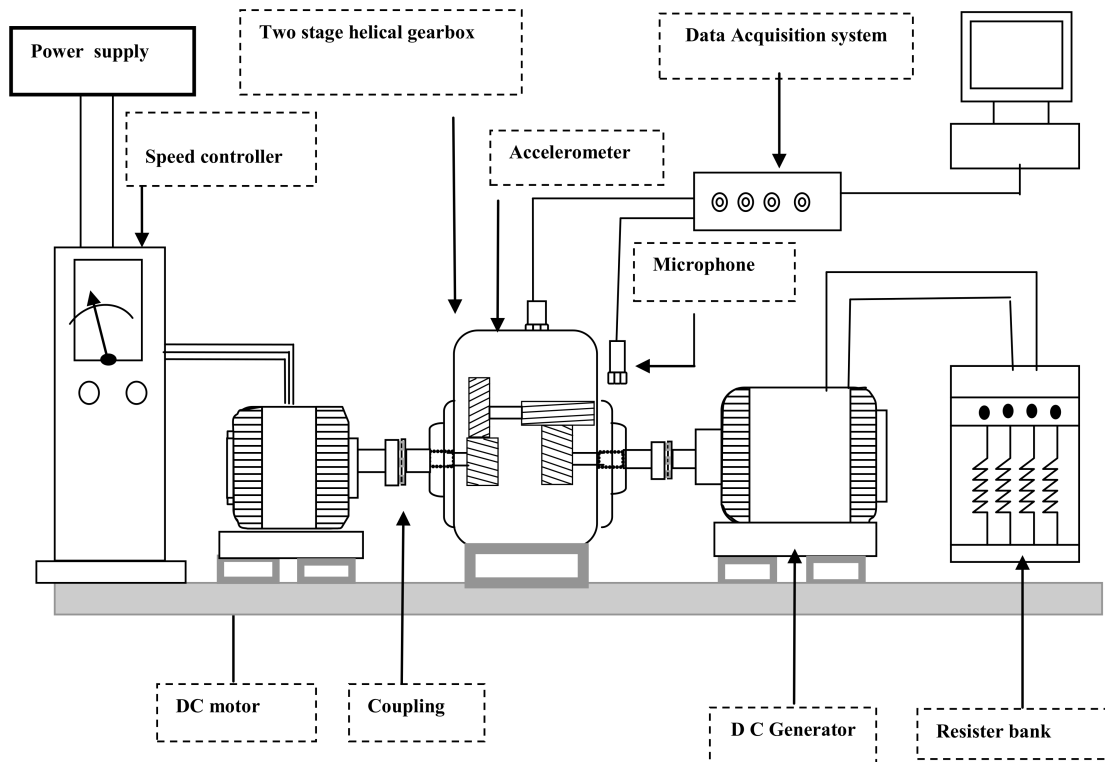 Power supply
Two stage helical gearbox
Data Acquisition system
Speed controller
Accelerometer
Microphone
DC motor
Coupling
D C Generator
Resister bank